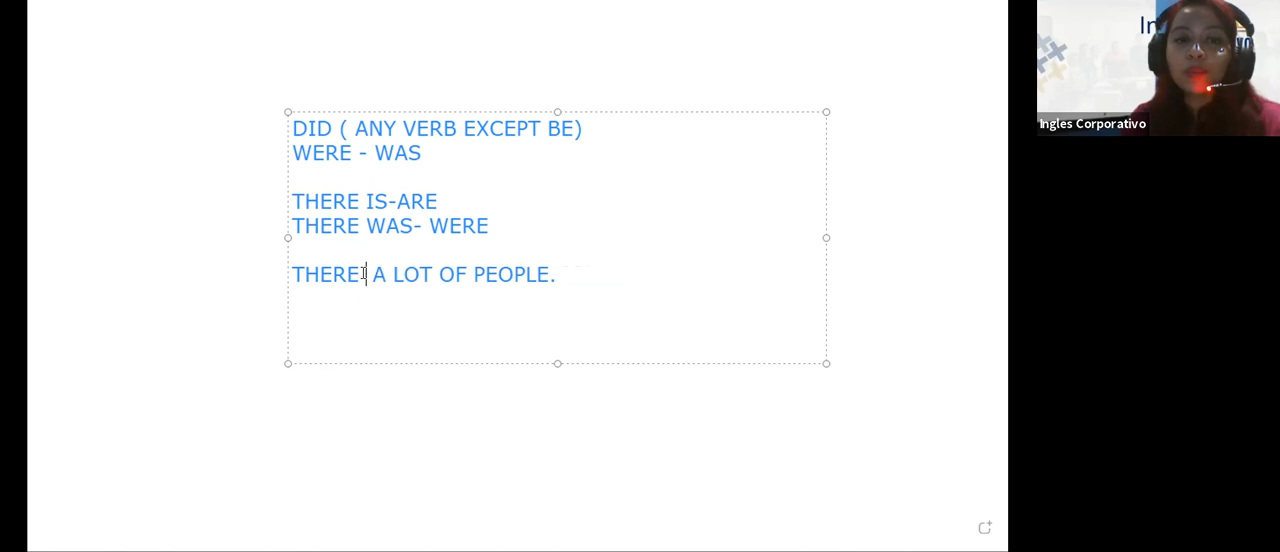 DID ( ANY VERB EXCEPT BE)
WERE - WAS
THERE IS-ARE
THERE WAS- WERE
THERE A LOT OF PEOPLE.
In
Ingles Corporativo